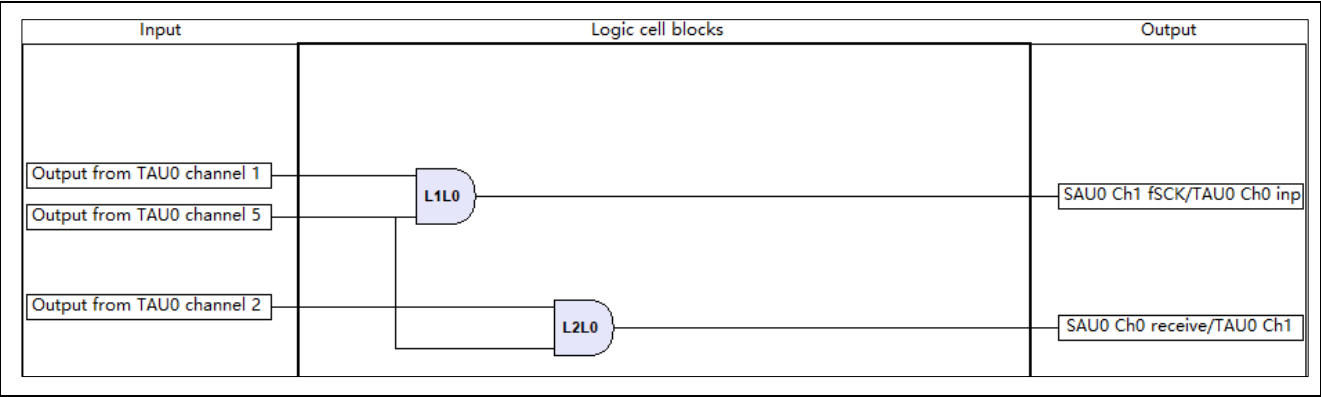 Input
Logic cell blocks
Output
Output from TAU0 channel 1
L1L0
SAU0 Ch1 fSCK/TAU0 Ch0 inp
Output from TAU0 channel 5
Output from TAU0 channel 2
L2L0
SAU0 Ch0 receive/TAU0 Ch1